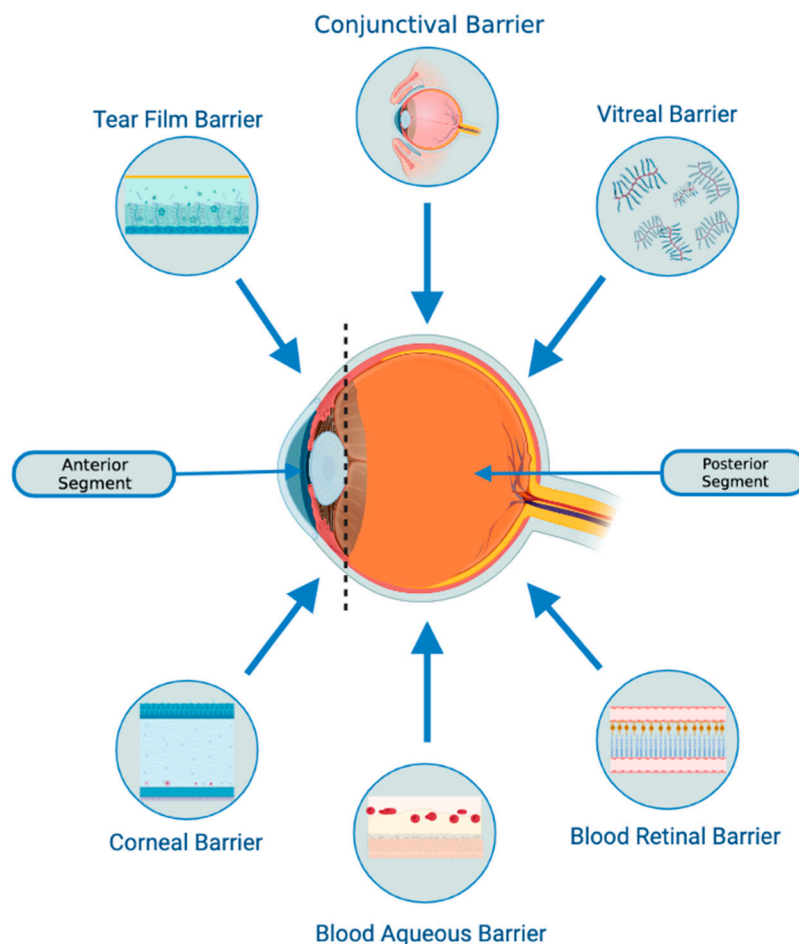 Conjunctival Barrier
Tear Film Barrier
Vitreal Barrier
Anterior
Segment
Posterior
Segment
Corneal Barrier
Blood Retinal Barrier
Blood Aqueous Barrier